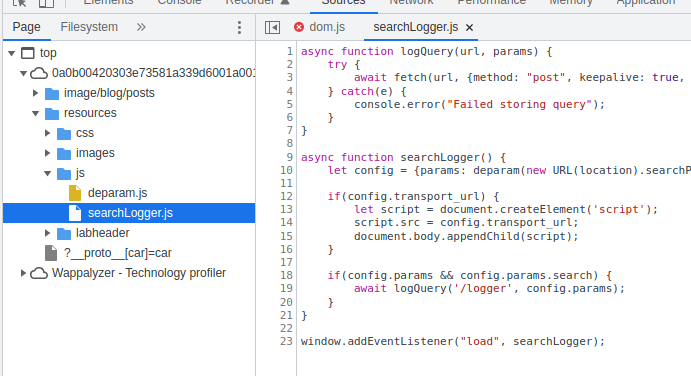 Elements Console Recorder Sources Network Performance Memory Application
Page Filesystem » dom.js searchLogger.js ×
top
0a0b00420303e73581a339d6001a001
image/blog/posts
resources
css
images
js
deparam.js
searchLogger.js
labheader
?__proto__[car]=car
Wappalyzer - Technology profiler
1 async function logQuery(url, params) {
2 try {
3 await fetch(url, {method: "post", keepalive: true,
4 } catch(e) {
5 console.error("Failed storing query");
6 }
7 }
8
9 async function searchLogger() {
10 let config = {params: deparam(new URL(location).searchP
11
12 if(config.transport_url) {
13 let script = document.createElement('script');
14 script.src = config.transport_url;
15 document.body.appendChild(script);
16 }
17
18 if(config.params && config.params.search) {
19 await logQuery('/logger', config.params);
20 }
21 }
22
23 window.addEventListener("load", searchLogger);